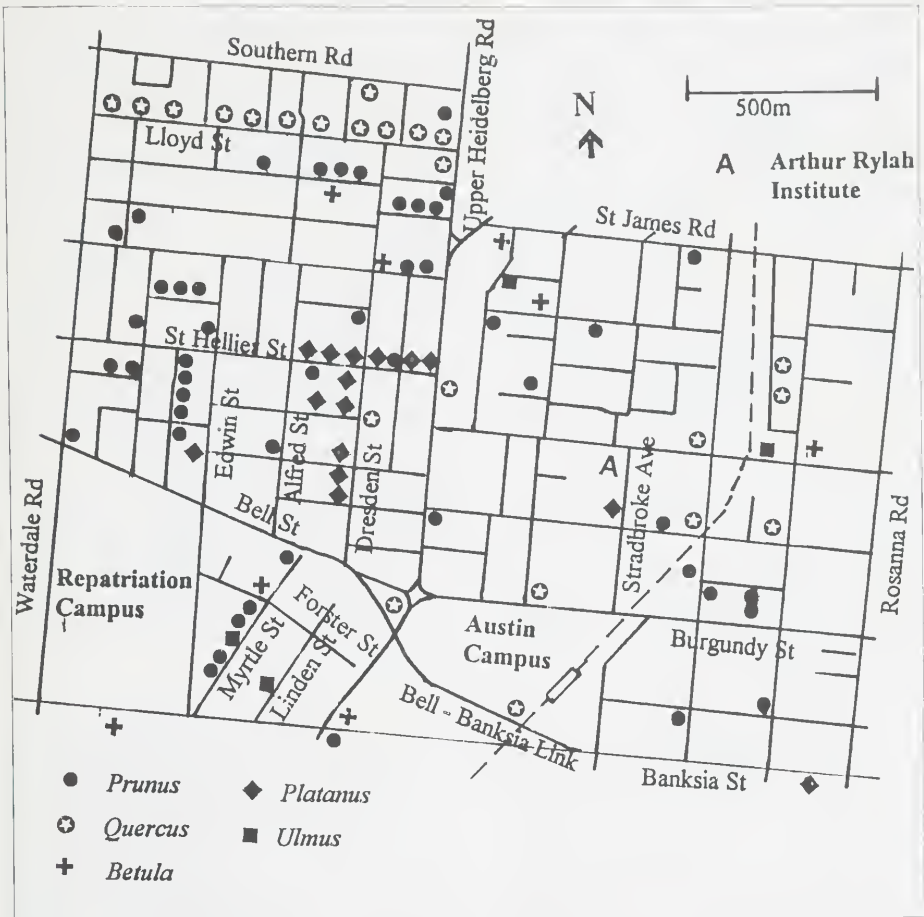 Southern Rd
Upper Heidelberg Rd
N
500m
Lloyd St
A Arthur Rylah
Institute
St James Rd
St Hellier St
Edwin St
Alfred St
Dresden St
A
Stradbroke Ave
Bell St
Waterdale Rd
Rosanna Rd
Repatriation
Campus
Forster St
Austin
Campus
Burgundy St
Myrtle St
Linden St
Bell - Banksia Link
Banksia St
Prunus
Platanus
Quercus
Ulmus
Betula